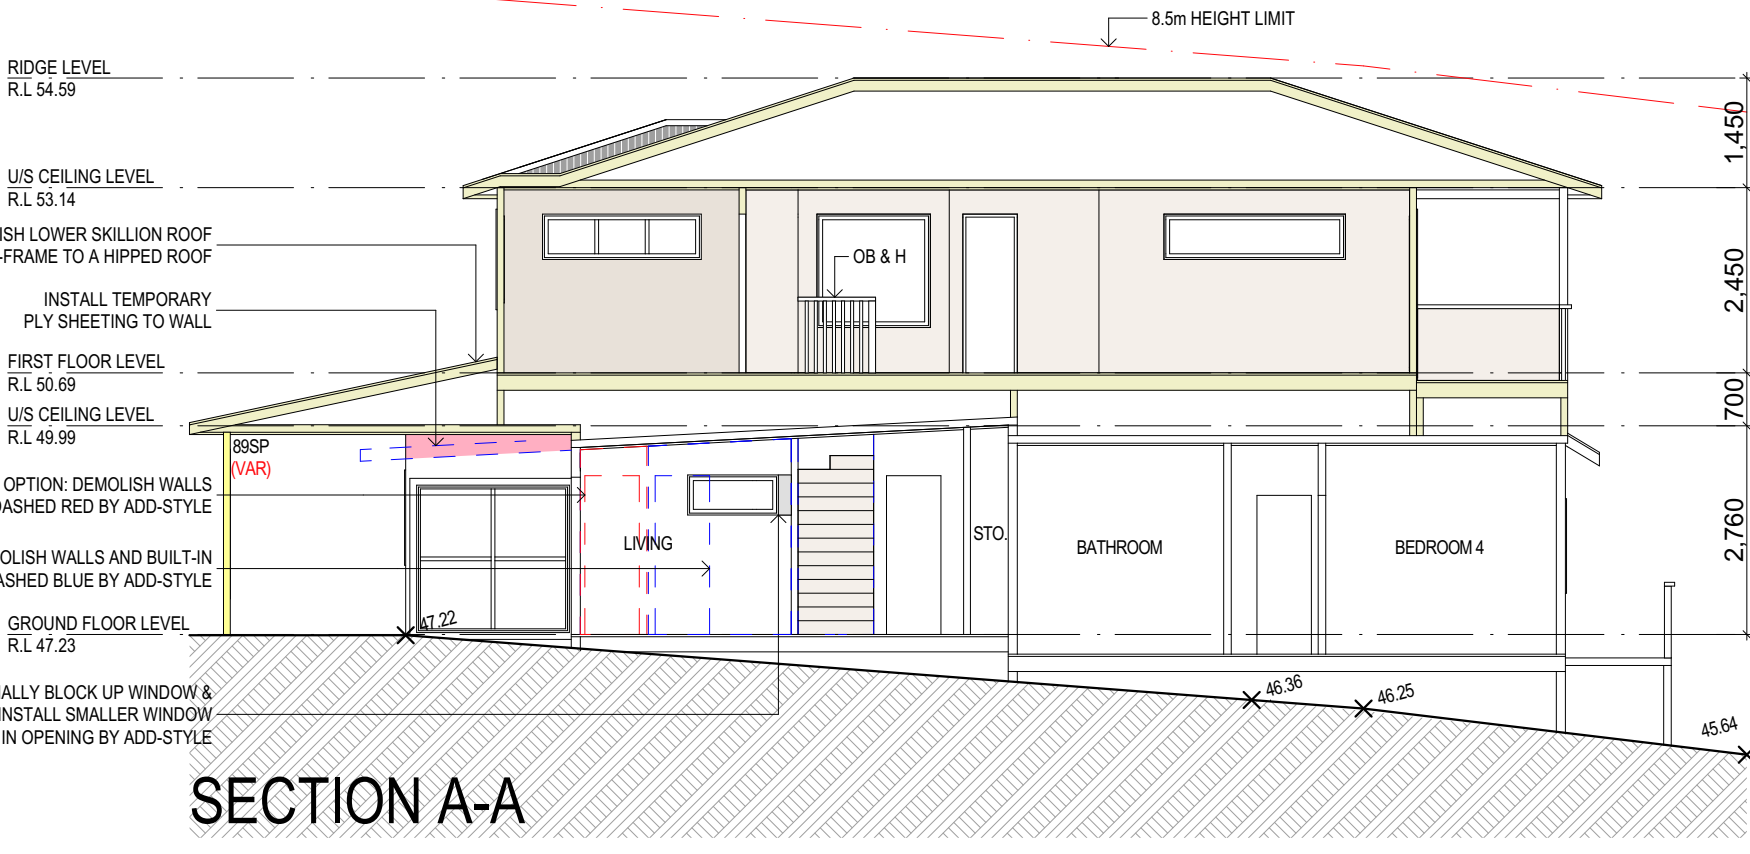 8.5m HEIGHT LIMIT
RIDGE LEVEL
R.L 54.59
1,450
U/S CEILING LEVEL
R.L 53.14
ISH LOWER SKILLION ROOF
-FRAME TO A HIPPED ROOF
OB & H
2,450
INSTALL TEMPORARY
PLY SHEETING TO WALL
FIRST FLOOR LEVEL
R.L 50.69
700
U/S CEILING LEVEL
R.L 49.99
89SP
(VAR)
OPTION: DEMOLISH WALLS
DASHED RED BY ADD-STYLE
LIVING
STO.
BATHROOM
BEDROOM 4
2,760
OLISH WALLS AND BUILT-IN
ASHED BLUE BY ADD-STYLE
GROUND FLOOR LEVEL
R.L 47.23
47.22
46.36
46.25
45.64
IALLY BLOCK UP WINDOW &
INSTALL SMALLER WINDOW
IN OPENING BY ADD-STYLE
SECTION A-A